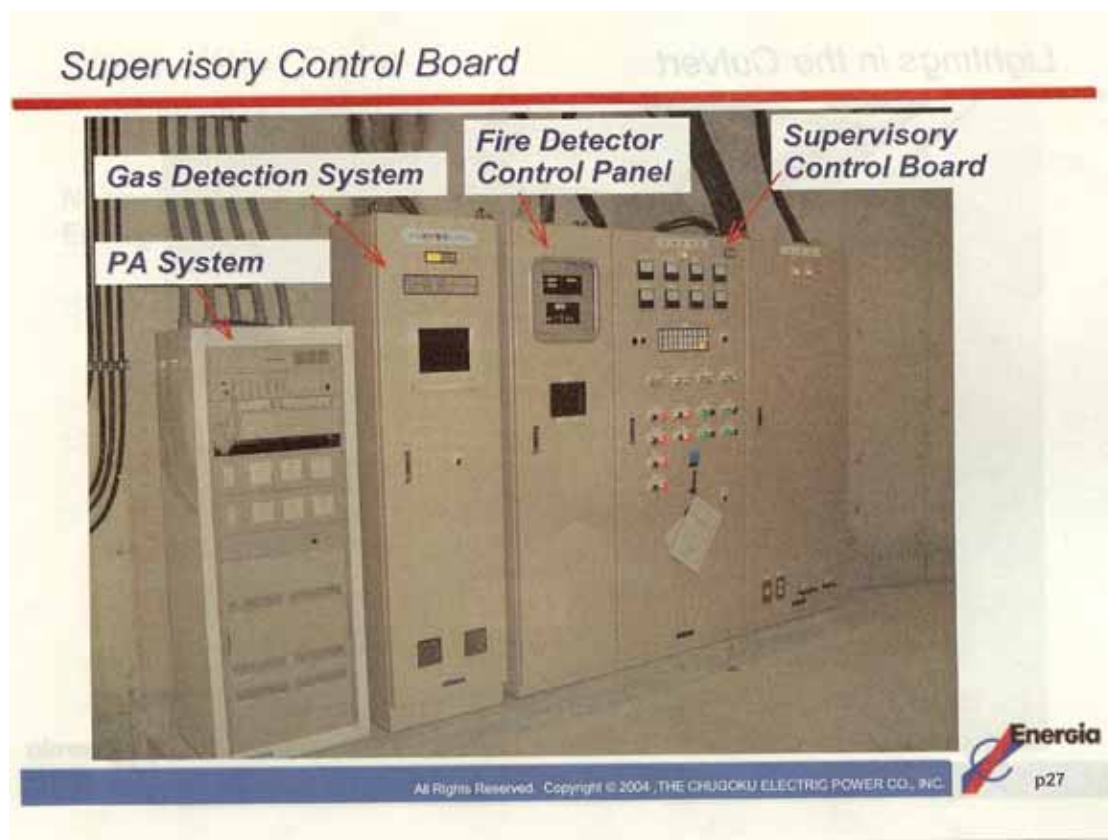 Supervisory Control Board
Fire Detector
Control Panel
Supervisory
Control Board
Gas Detection System
PA System
Energia
All Rights Reserved. Copyright © 2004 ,THE CHUGOKU ELECTRIC POWER CO., INC.
p27